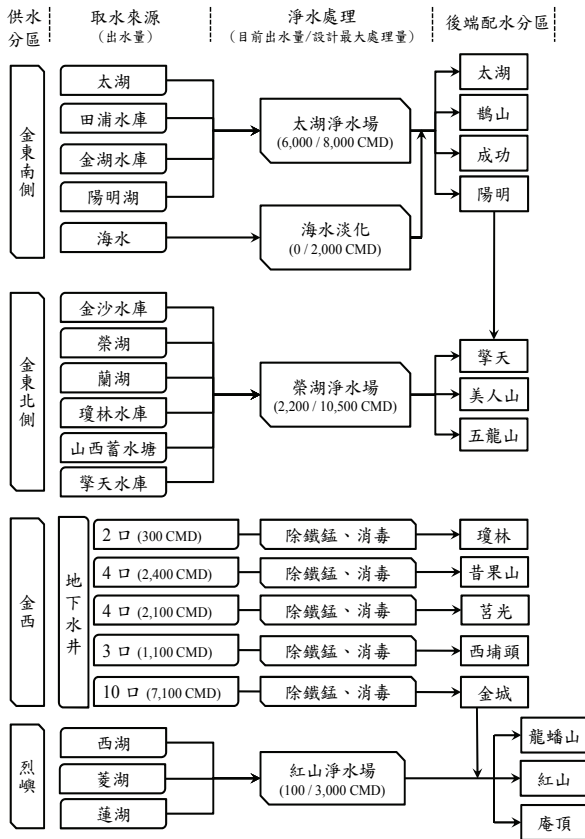 供水
分區
取水來源
(出水量)
淨水處理
(目前出水量/設計最大處理量)
後端配水分區
金東南側
太湖
田浦水庫
金湖水庫
陽明湖
海水
太湖淨水場
(6,000 / 8,000 CMD)
海水淡化
(0 / 2,000 CMD)
太湖
鵲山
成功
陽明
金東北側
金沙水庫
榮湖
蘭湖
瓊林水庫
山西蓄水塘
擎天水庫
榮湖淨水場
(2,200 / 10,500 CMD)
擎天
美人山
五龍山
金西
地下水井
2 口 (300 CMD)
除鐵錳、消毒
瓊林
4 口 (2,400 CMD)
除鐵錳、消毒
昔果山
4 口 (2,100 CMD)
除鐵錳、消毒
莒光
3 口 (1,100 CMD)
除鐵錳、消毒
西埔頭
10 口 (7,100 CMD)
除鐵錳、消毒
金城
烈嶼
西湖
菱湖
蓮湖
紅山淨水場
(100 / 3,000 CMD)
龍蟠山
紅山
庵頂